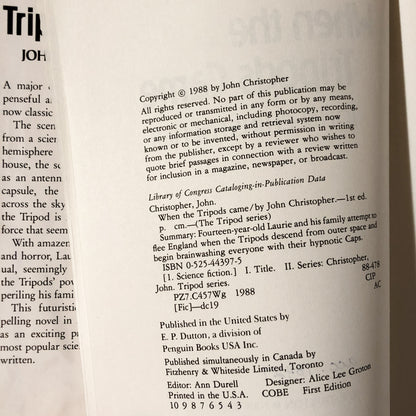 Trip
JOH
A major
penseful a
now classic
The scen
from a scien
hemisphere
house, the sc
as an antenn
capsule, the
across the sky
the Tripod is
force that seem
With amazen
and horror, Lau
ual, seemingly
the Tripods' pov
periling his fami
This futuristic
pelling novel in
as an exciting p
most popular scie
written.
Copyright © 1988 by John Christopher
All rights reserved. No part of this publication may be
reproduced or transmitted in any form or by any means,
electronic or mechanical, including photocopy, recording,
or any information storage and retrieval system now
known or to be invented, without permission in writing
from the publisher, except by a reviewer who wishes to
quote brief passages in connection with a review written
for inclusion in a magazine, newspaper, or broadcast.
Library of Congress Cataloging-in-Publication Data
Christopher, John.
When the Tripods came/by John Christopher.—1st ed.
p. cm.—(The Tripod series)
Summary: Fourteen-year-old Laurie and his family attempt to
flee England when the Tripods descend from outer space and
begin brainwashing everyone with their hypnotic Caps.
ISBN 0-525-44397-5
[1. Science fiction.] I. Title. II. Series: Christopher,
John. Tripod series.
PZ7.C457Wg 1988 88-478
[Fic]—dc19 CIP
AC
Published in the United States by
E. P. Dutton, a division of
Penguin Books USA Inc.
Published simultaneously in Canada by
Fitzhenry & Whiteside Limited, Toronto
Editor: Ann Durell Designer: Alice Lee Groton
Printed in the U.S.A. COBE First Edition
10 9 8 7 6 5 4 3